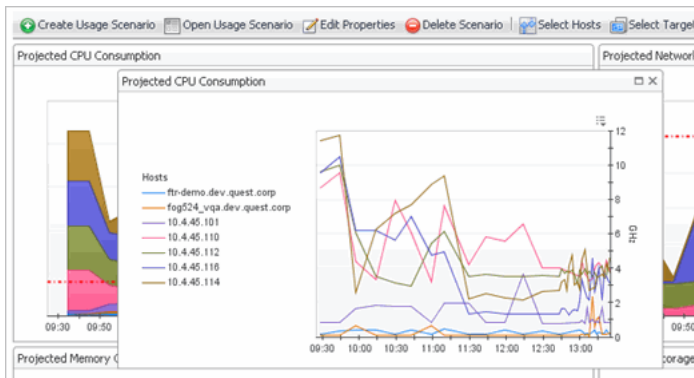 Create Usage Scenario Open Usage Scenario Edit Properties Delete Scenario Select Hosts Select Target
Projected CPU Consumption Projected Network
Projected CPU Consumption
12
10
8
6
4
2
0
GHz
Hosts
ftr-demo.dev.quest.corp
fog524_vqa.dev.quest.corp
10.4.45.101
10.4.45.110
10.4.45.112
10.4.45.116
10.4.45.114
09:30 10:00 10:30 11:00 11:30 12:00 12:30 13:00
09:30 09:50 09:50
Projected Memory C orage